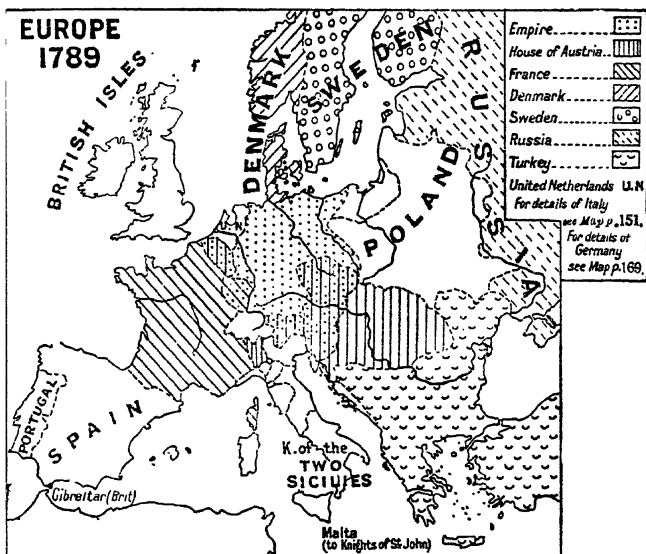 EUROPE
1789
BRITISH ISLES
DENMARK
SWEDEN
RUSSIA
POLAND
U.N.
PORTUGAL
SPAIN
Gibraltar (Brit)
K. of the
TWO
SICILIES
Malta
(to Knights of St John)
Empire
House of Austria
France
Denmark
Sweden
Russia
Turkey
United Netherlands U.N
For details of Italy
see Map p.151.
For details of
Germany
see Map p.169.